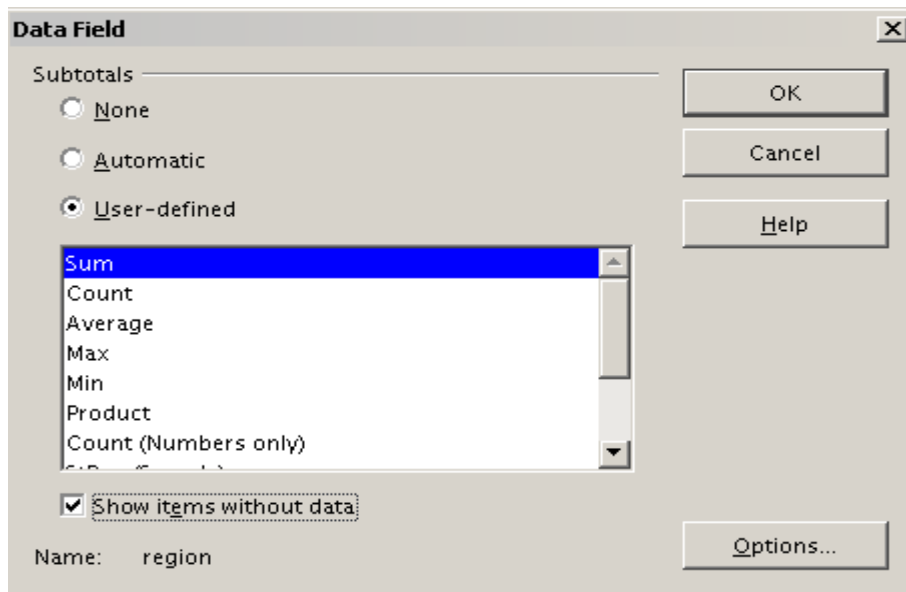 Data Field
Subtotals
None
Automatic
User-defined
Sum
Count
Average
Max
Min
Product
Count (Numbers only)
Show items without data
Name: region
OK
Cancel
Help
Options...